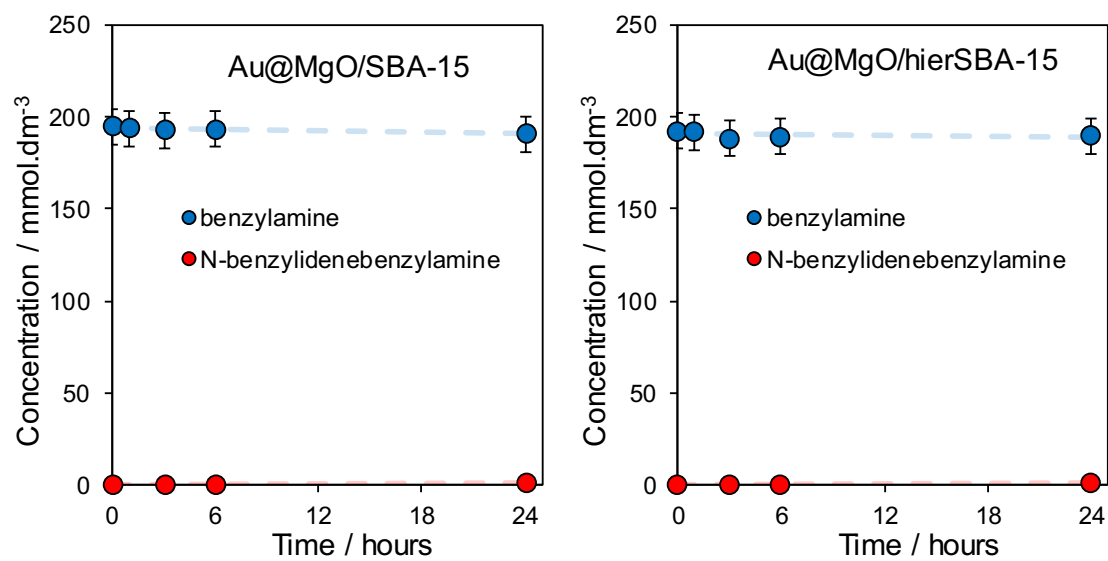 Au@MgO/SBA-15
Concentration / mmol.dm-3
250
200
150
100
50
0
benzylamine
N-benzylidenebenzylamine
0 6 12 18 24
Time / hours
Au@MgO/hierSBA-15
Concentration / mmol.dm-3
250
200
150
100
50
0
benzylamine
N-benzylidenebenzylamine
0 6 12 18 24
Time / hours